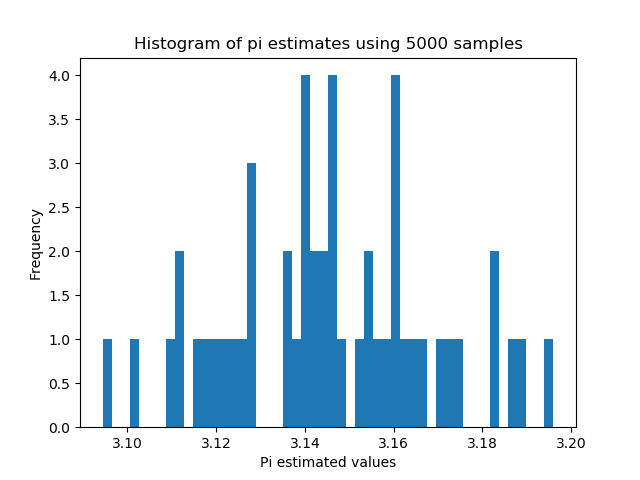 Histogram of pi estimates using 5000 samples
4.0
3.5
3.0
2.5
2.0
1.5
1.0
0.5
0.0
Frequency
3.10 3.12 3.14 3.16 3.18 3.20
Pi estimated values